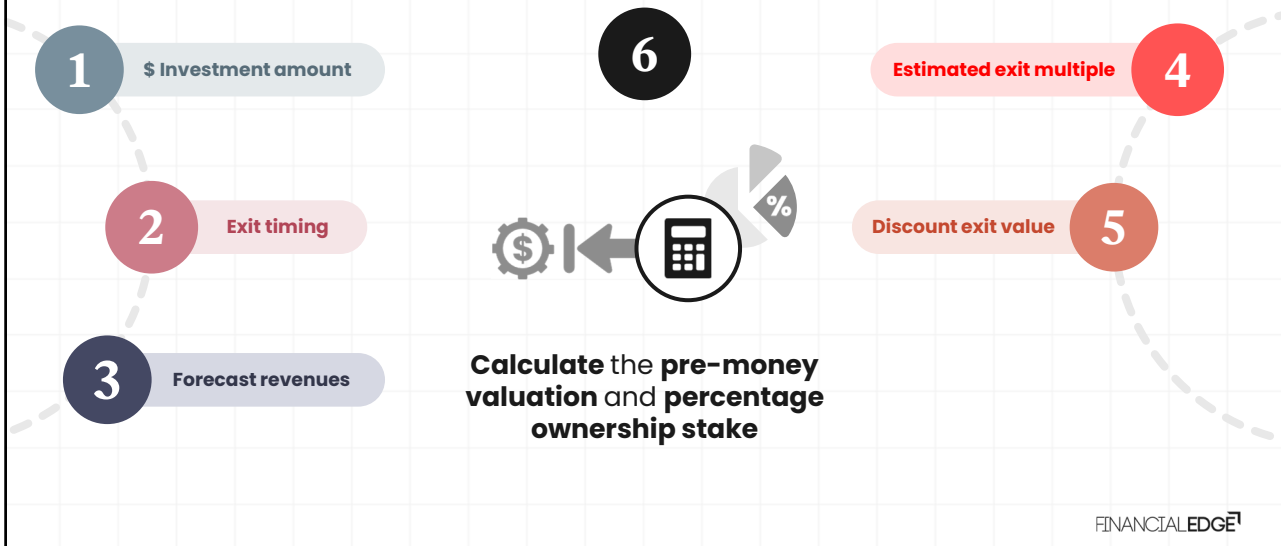 1
$ Investment amount
2
Exit timing
3
Forecast revenues
6
$
%
Calculate the pre-money
valuation and percentage
ownership stake
Estimated exit multiple
4
Discount exit value
5
FINANCIALEDGE